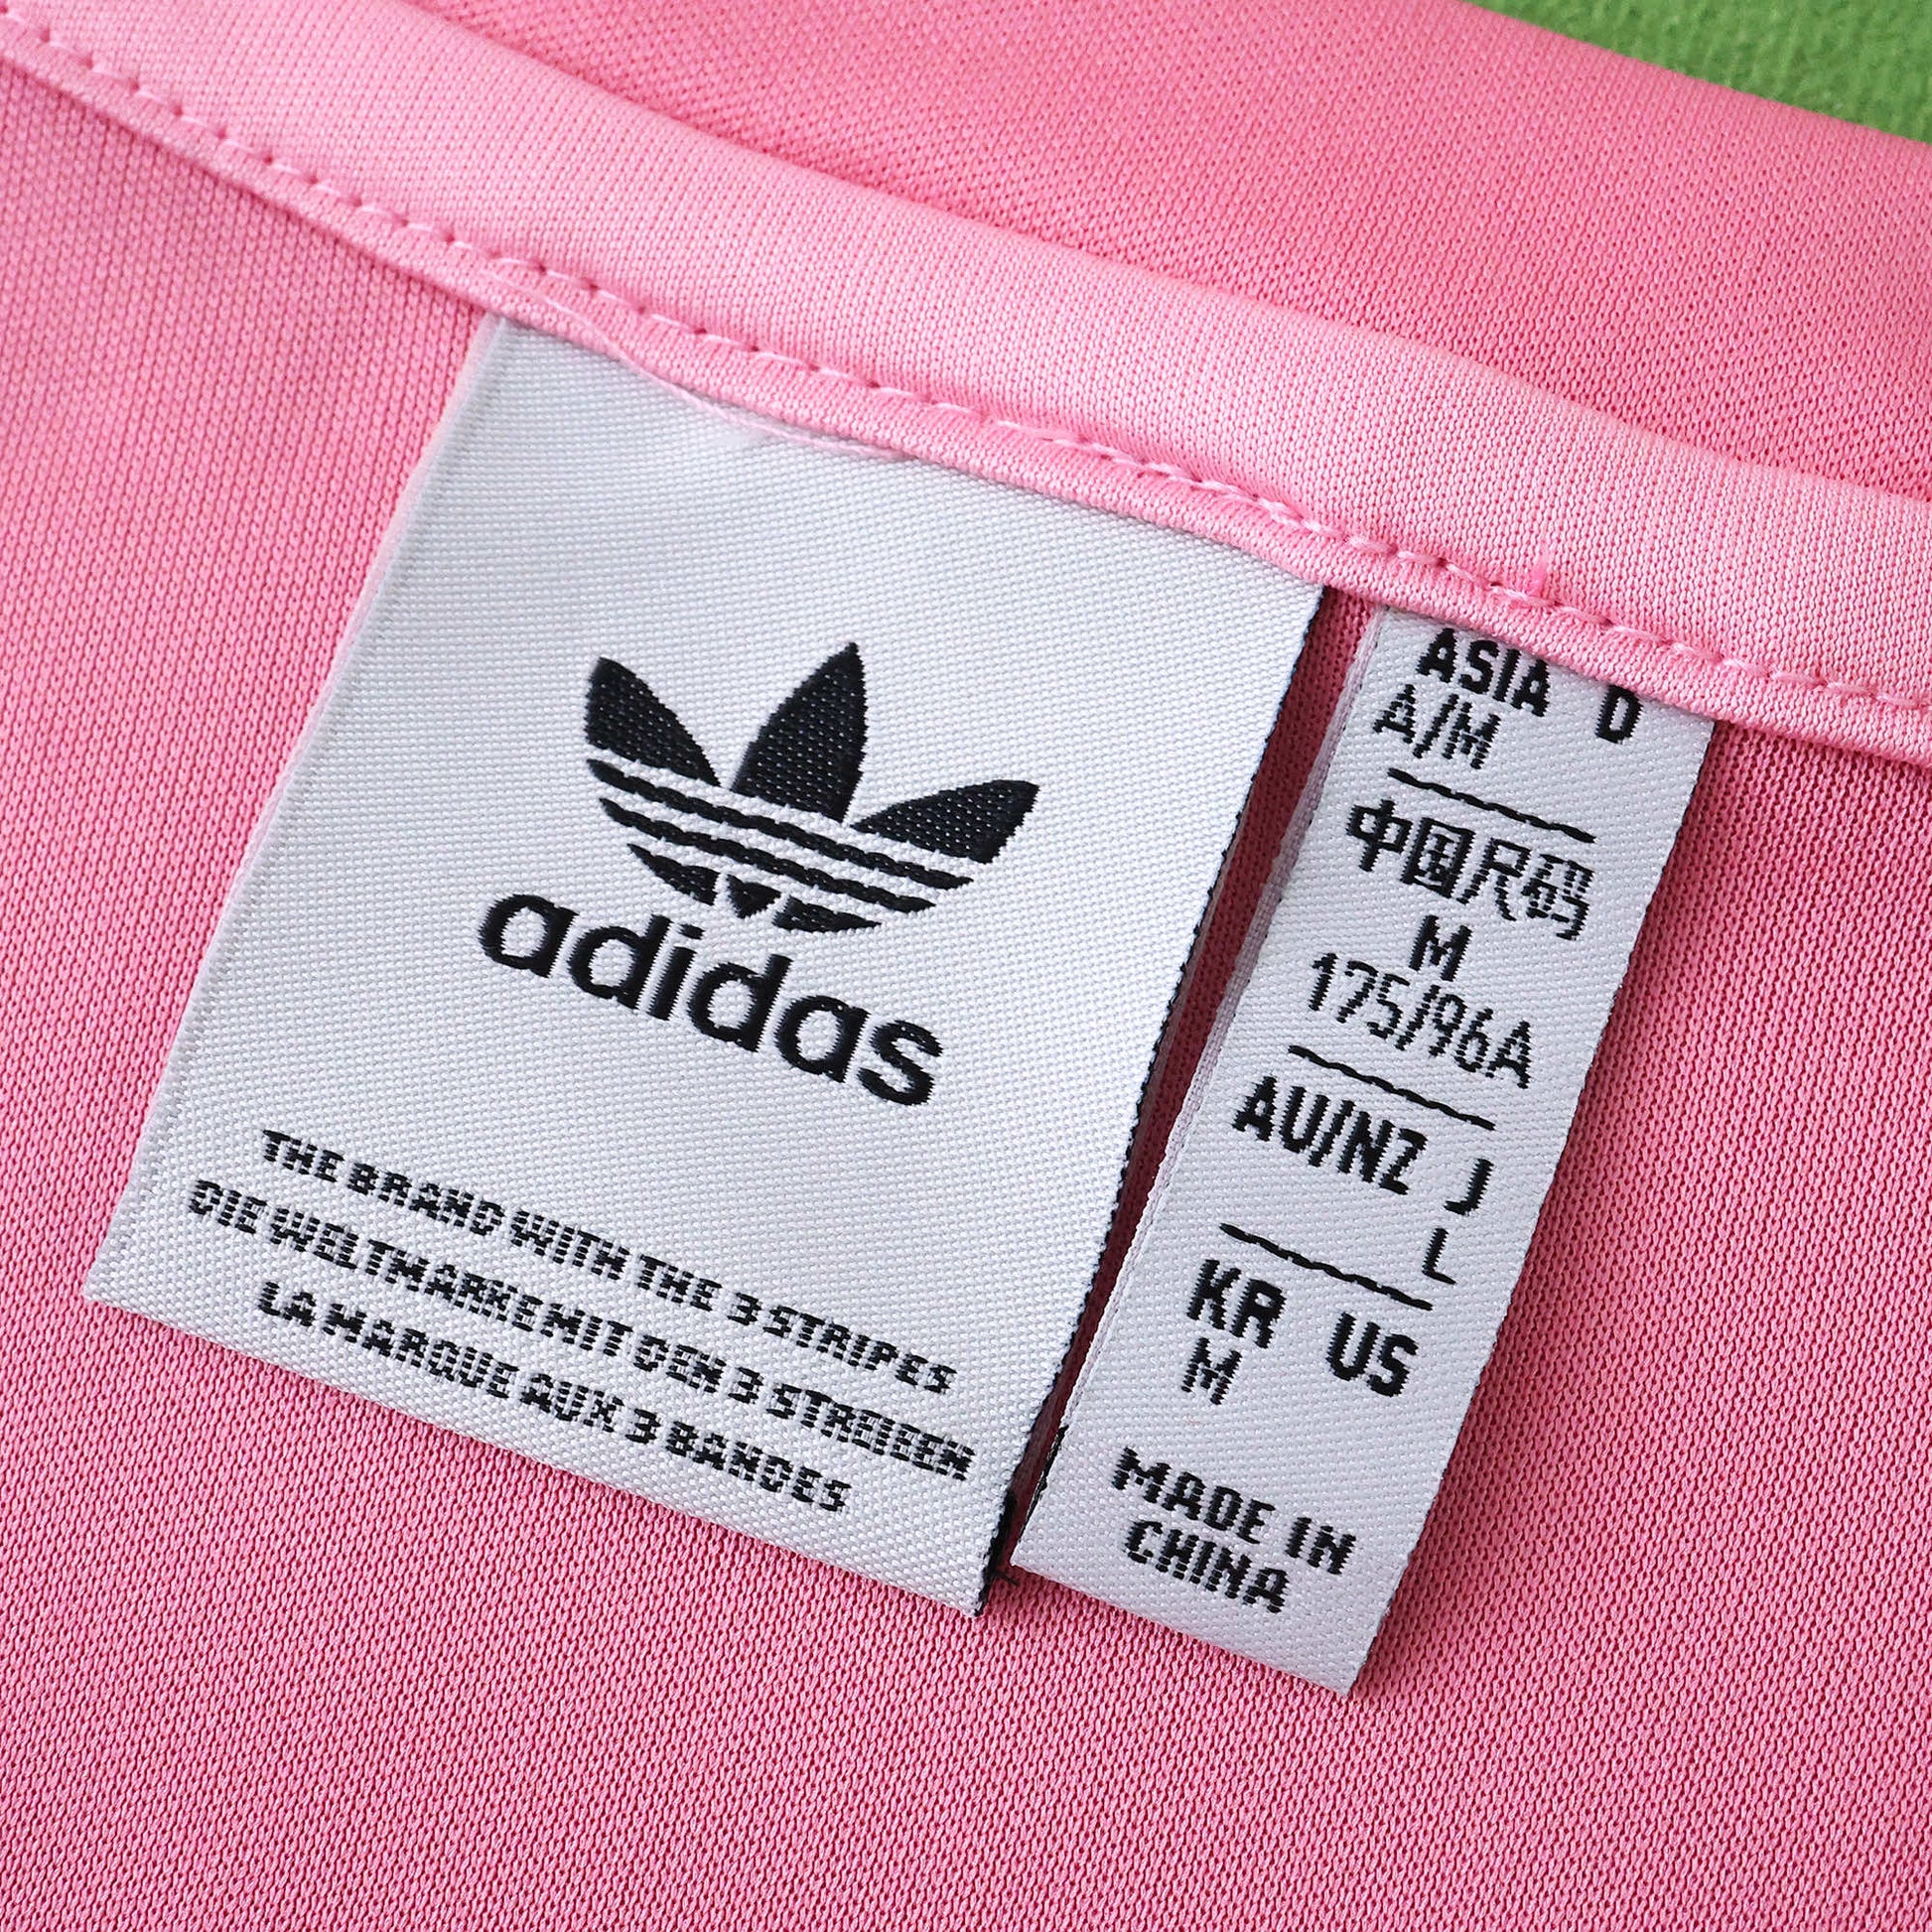 adidas
THE BRAND WITH THE 3 STRIPES
DIE WELTMARKE MIT DEN 3 STREIFEN
LA MARQUE AUX 3 BANDES
ASIA D
A/M
中国尺码
M
175/96A
AU/NZ J
L
KR US
M
MADE IN
CHINA